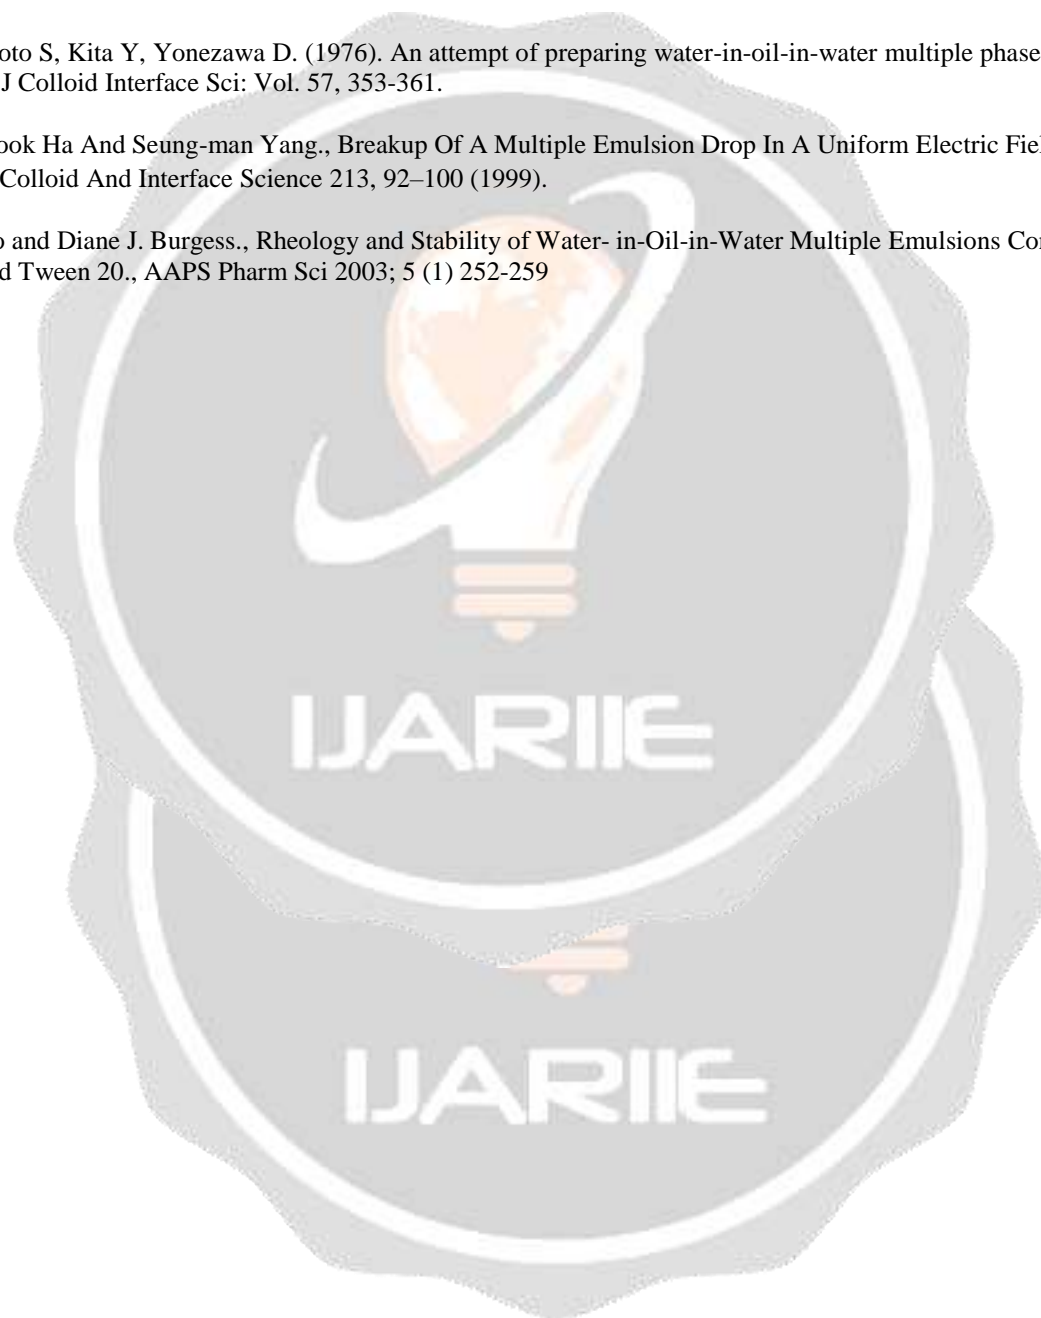 oto S, Kita Y, Yonezawa D. (1976). An attempt of preparing water-in-oil-in-water multiple phase
J Colloid Interface Sci: Vol. 57, 353-361.
ook Ha And Seung-man Yang., Breakup Of A Multiple Emulsion Drop In A Uniform Electric Fiel
Colloid And Interface Science 213, 92–100 (1999).
o and Diane J. Burgess., Rheology and Stability of Water- in-Oil-in-Water Multiple Emulsions Con
d Tween 20., AAPS Pharm Sci 2003; 5 (1) 252-259
IJARIIE
IJARIIE